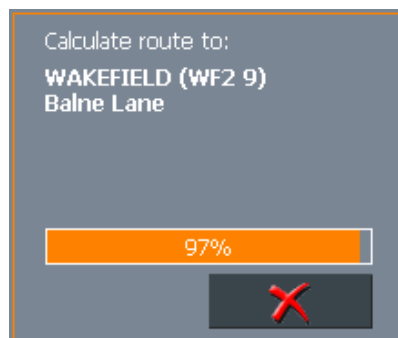 Calculate route to:
WAKEFIELD (WF2 9)
Balne Lane
97%